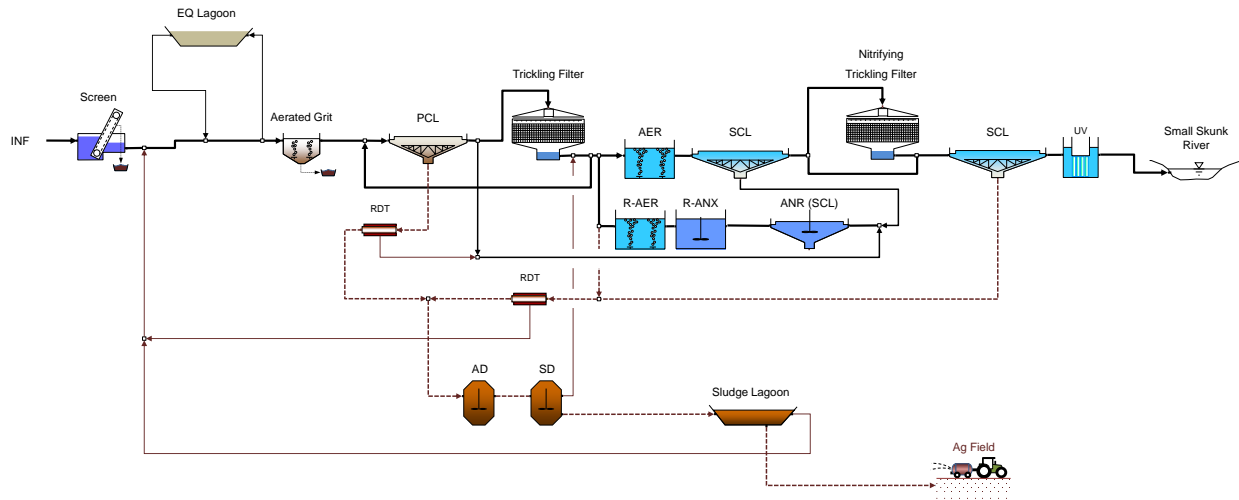 EQ Lagoon
Nitrifying
Trickling Filter
Trickling Filter
Screen
Aerated Grit
PCL
AER
SCL
SCL
UV
Small Skunk
River
INF
R-AER
R-ANX
ANR (SCL)
RDT
RDT
AD
SD
Sludge Lagoon
Ag Field